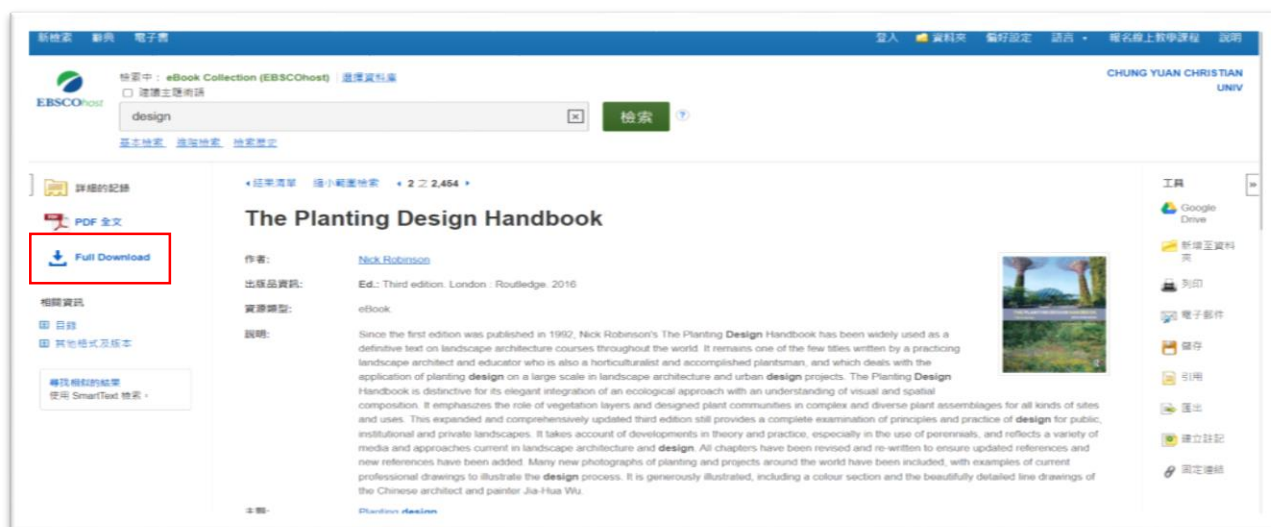 新檢索 辭典 電子書
登入 資料夾 偏好設定 語言 報名線上教學課程 說明
EBSCOhost
檢索中： eBook Collection (EBSCOhost) 選擇資料庫
建議主題術語
design
檢索
基本檢索 進階檢索 檢索歷史
CHUNG YUAN CHRISTIAN
UNIV
詳細的記錄
PDF 全文
Full Download
相關資訊
目錄
其他格式及版本
尋找相似的結果
使用 SmartText 檢索。
結果清單 縮小範圍檢索 2 之 2,454
The Planting Design Handbook
作者： Nick Robinson
出版品資訊： Ed.: Third edition. London : Routledge. 2016
資源類型： eBook.
說明： Since the first edition was published in 1992, Nick Robinson's The Planting Design Handbook has been widely used as a
definitive text on landscape architecture courses throughout the world. It remains one of the few titles written by a practicing
landscape architect and educator who is also a horticulturalist and accomplished plantsman, and which deals with the
application of planting design on a large scale in landscape architecture and urban design projects. The Planting Design
Handbook is distinctive for its elegant integration of an ecological approach with an understanding of visual and spatial
composition. It emphasizes the role of vegetation layers and designed plant communities in complex and diverse plant assemblages for all kinds of sites
and uses. This expanded and comprehensively updated third edition still provides a complete examination of principles and practice of design for public,
institutional and private landscapes. It takes account of developments in theory and practice, especially in the use of perennials, and reflects a variety of
media and approaches current in landscape architecture and design. All chapters have been revised and re-written to ensure updated references and
new references have been added. Many new photographs of planting and projects around the world have been included, with examples of current
professional drawings to illustrate the design process. It is generously illustrated, including a colour section and the beautifully detailed line drawings of
the Chinese architect and painter Jia-Hua Wu.
Planting design
THE PLANTING DESIGN HANDBOOK
工具
Google
Drive
新增至資料
夾
列印
電子郵件
儲存
引用
匯出
建立註記
固定連結